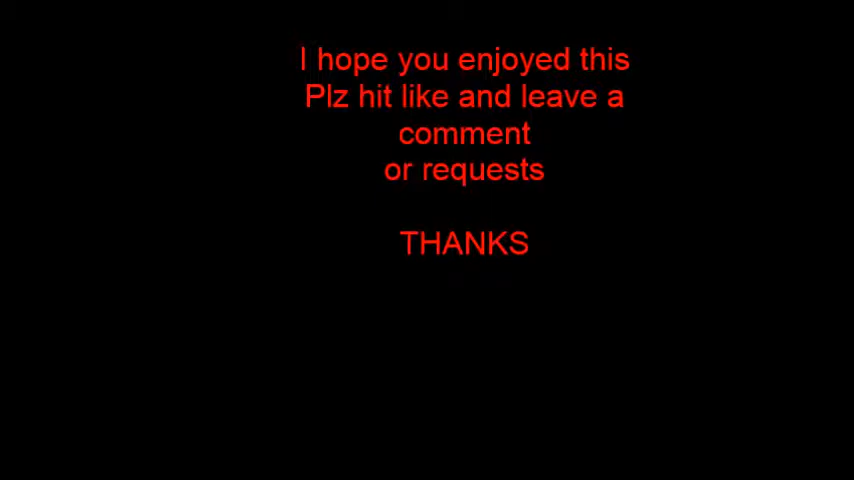 I hope you enjoyed this
Plz hit like and leave a
comment
or requests
THANKS